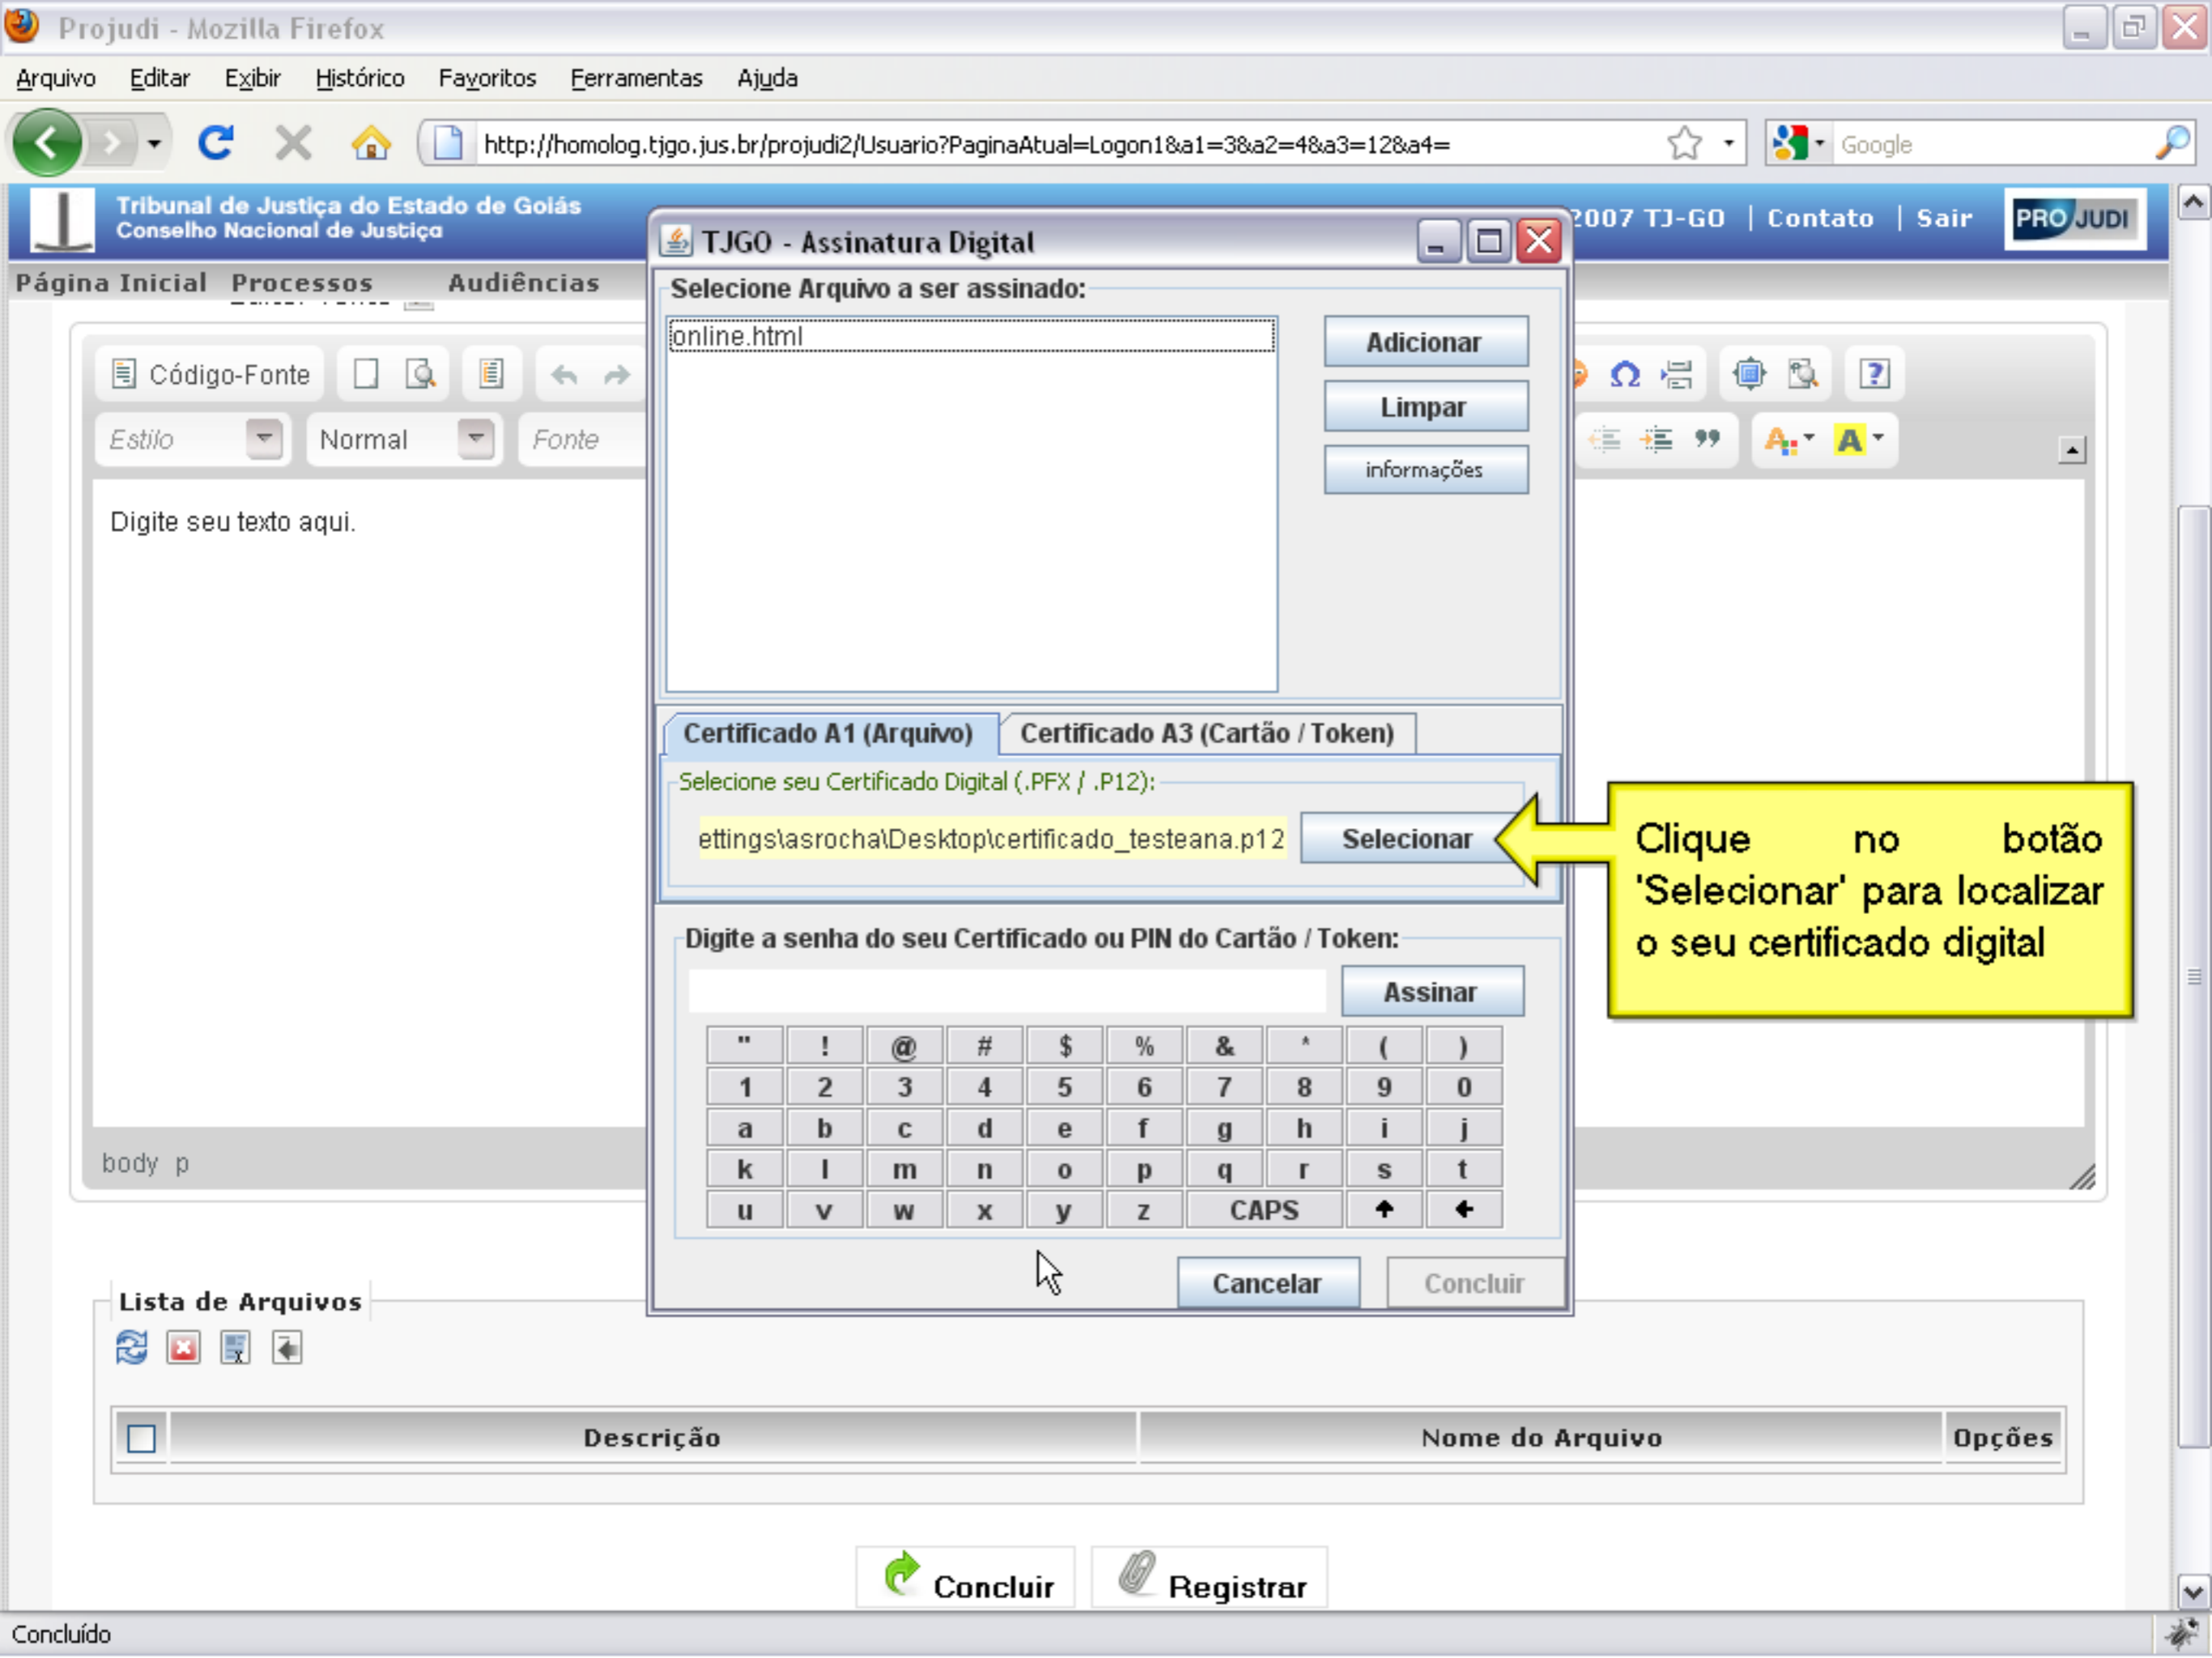 Projudi - Mozilla Firefox
Arquivo Editar Exibir Histórico Favoritos Ferramentas Ajuda
http://homolog.tjgo.jus.br/projudi2/Usuario?PaginaAtual=Logon1&a1=3&a2=4&a3=12&a4=
Google
Tribunal de Justiça do Estado de Goiás
Conselho Nacional de Justiça
2007 TJ-GO | Contato | Sair
PROJUDI
Página Inicial Processos Audiências
TJGO - Assinatura Digital
Selecione Arquivo a ser assinado:
online.html
Adicionar
Limpar
informações
Código-Fonte
Estilo Normal Fonte
Digite seu texto aqui.
Certificado A1 (Arquivo) Certificado A3 (Cartão / Token)
Selecione seu Certificado Digital (.PFX / .P12):
ettings\asrocha\Desktop\certificado_testeana.p12
Selecionar
Clique no botão
'Selecionar' para localizar
o seu certificado digital
Digite a senha do seu Certificado ou PIN do Cartão / Token:
Assinar
" ! @ # $ % & * ( )
1 2 3 4 5 6 7 8 9 0
a b c d e f g h i j
k l m n o p q r s t
u v w x y z CAPS
body p
Cancelar Concluir
Lista de Arquivos
Descrição Nome do Arquivo Opções
Concluir Registrar
Concluído